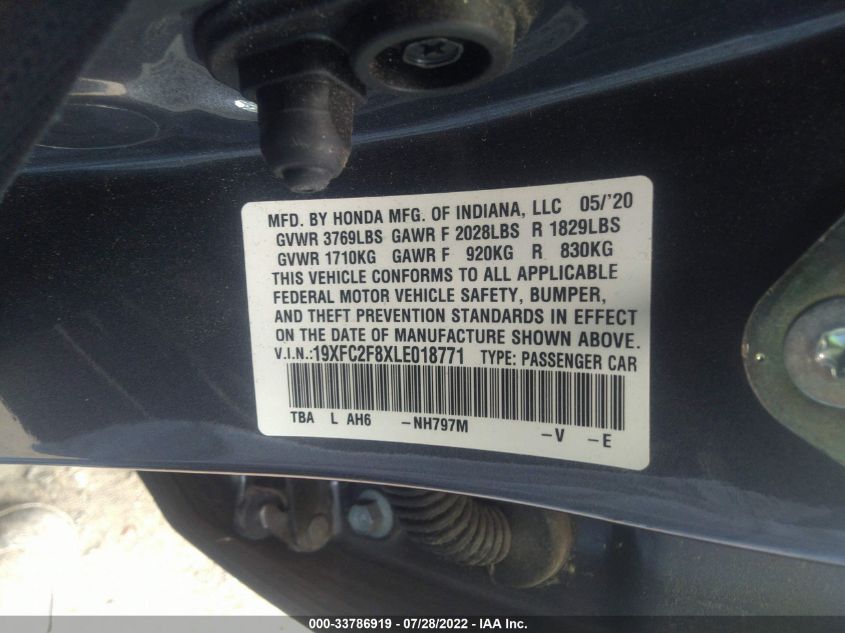 MFD. BY HONDA MFG. OF INDIANA, LLC 05/'20
GVWR 3769LBS GAWR F 2028LBS R 1829LBS
GVWR 1710KG GAWR F 920KG R 830KG
THIS VEHICLE CONFORMS TO ALL APPLICABLE
FEDERAL MOTOR VEHICLE SAFETY, BUMPER,
AND THEFT PREVENTION STANDARDS IN EFFECT
ON THE DATE OF MANUFACTURE SHOWN ABOVE.
V.I.N.:19XFC2F8XLE018771 TYPE: PASSENGER CAR
TBA L AH6 -NH797M -V -E
000-33786919 - 07/28/2022 - IAA Inc.